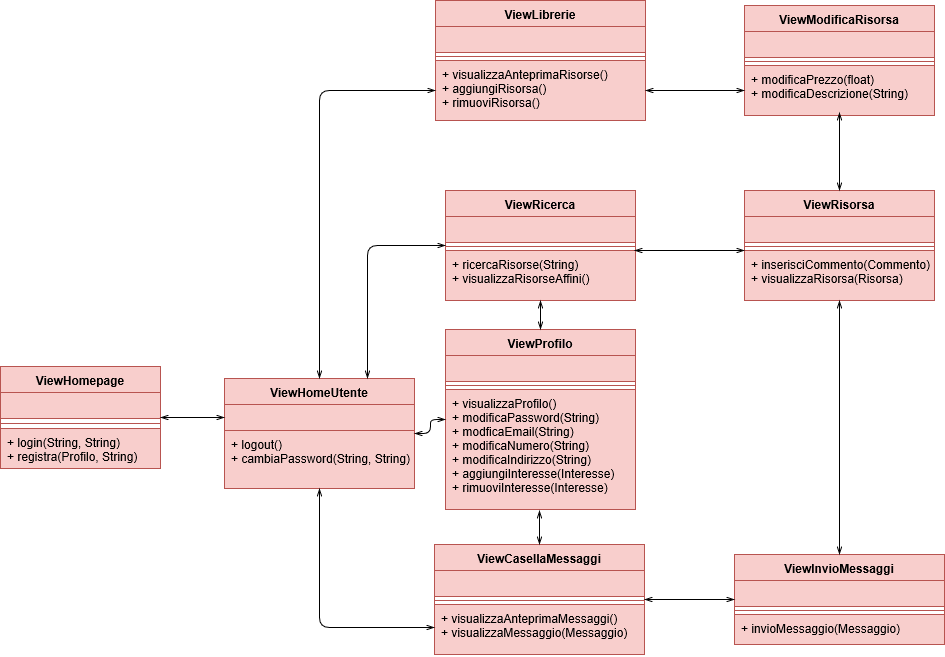 ViewLibrerie
+ visualizzaAnteprimaRisorse()
+ aggiungiRisorsa()
+ rimuoviRisorsa()
ViewModificaRisorsa
+ modificaPrezzo(float)
+ modificaDescrizione(String)
ViewRicerca
+ ricercaRisorse(String)
+ visualizzaRisorseAffini()
ViewRisorsa
+ inserisciCommento(Commento)
+ visualizzaRisorsa(Risorsa)
ViewHomepage
+ login(String, String)
+ registra(Profilo, String)
ViewHomeUtente
+ logout()
+ cambiaPassword(String, String)
ViewProfilo
+ visualizzaProfilo()
+ modificaPassword(String)
+ modficaEmail(String)
+ modificaNumero(String)
+ modificaIndirizzo(String)
+ aggiungiInteresse(Interesse)
+ rimuoviInteresse(Interesse)
ViewCasellaMessaggi
+ visualizzaAnteprimaMessaggi()
+ visualizzaMessaggio(Messaggio)
ViewInvioMessaggi
+ invioMessaggio(Messaggio)